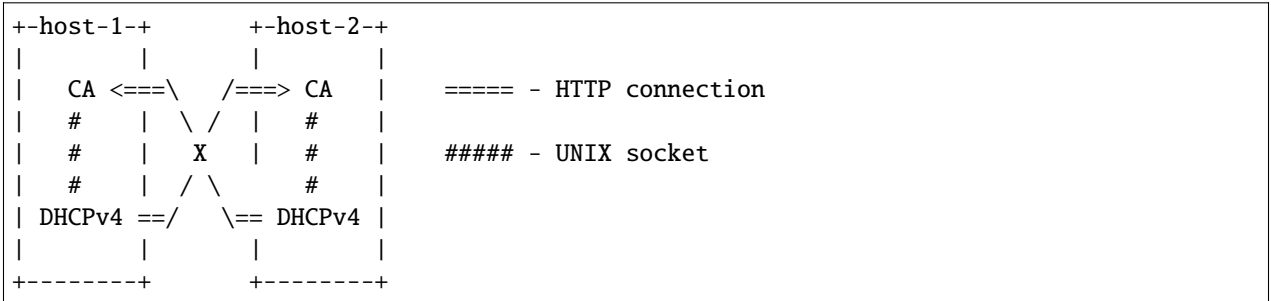 +-host-1-+       +-host-2-+
|        |       |        |
|   CA <===\   /===> CA   |    ===== - HTTP connection
|   #    |  \ /  |   #    |
|   #    |   X   |   #    |    ##### - UNIX socket
|   #    |  / \      #    |
| DHCPv4 ==/   \== DHCPv4 |
|        |       |        |
+--------+       +--------+